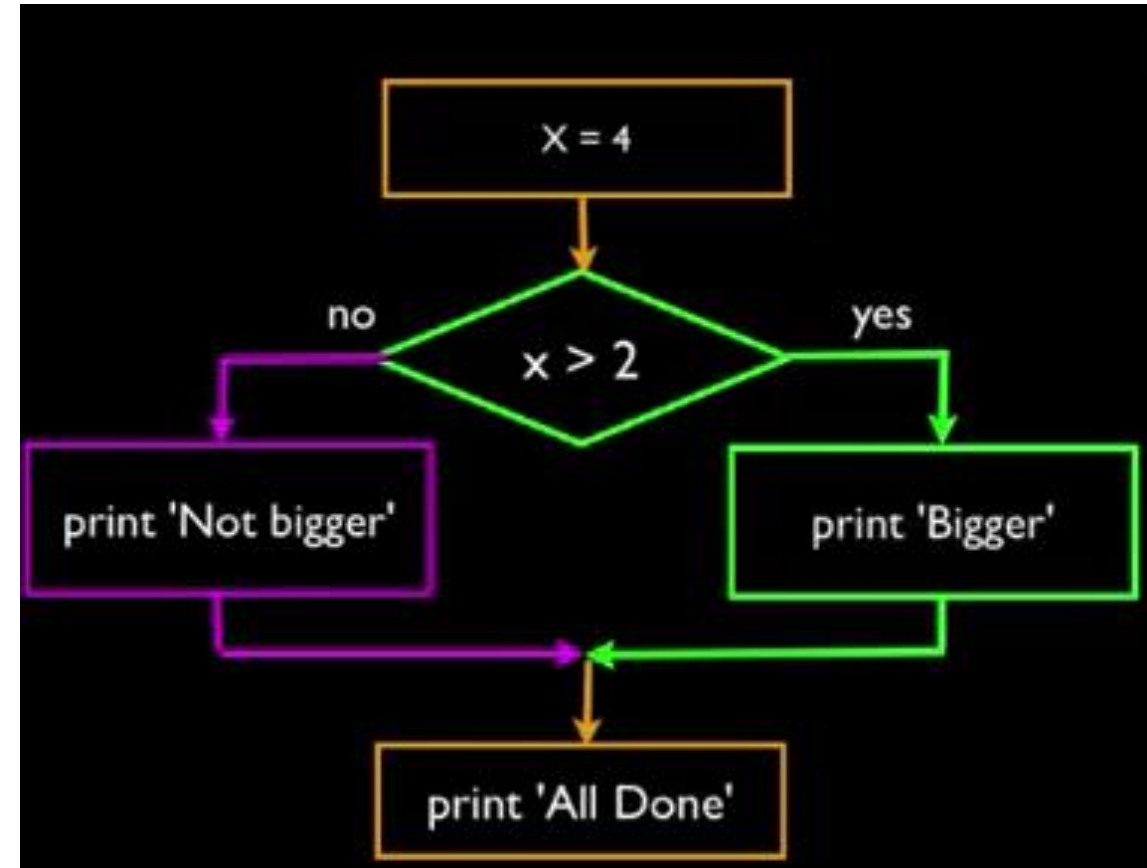 X = 4
no
yes
x > 2
print 'Not bigger'
print 'Bigger'
print 'All Done'